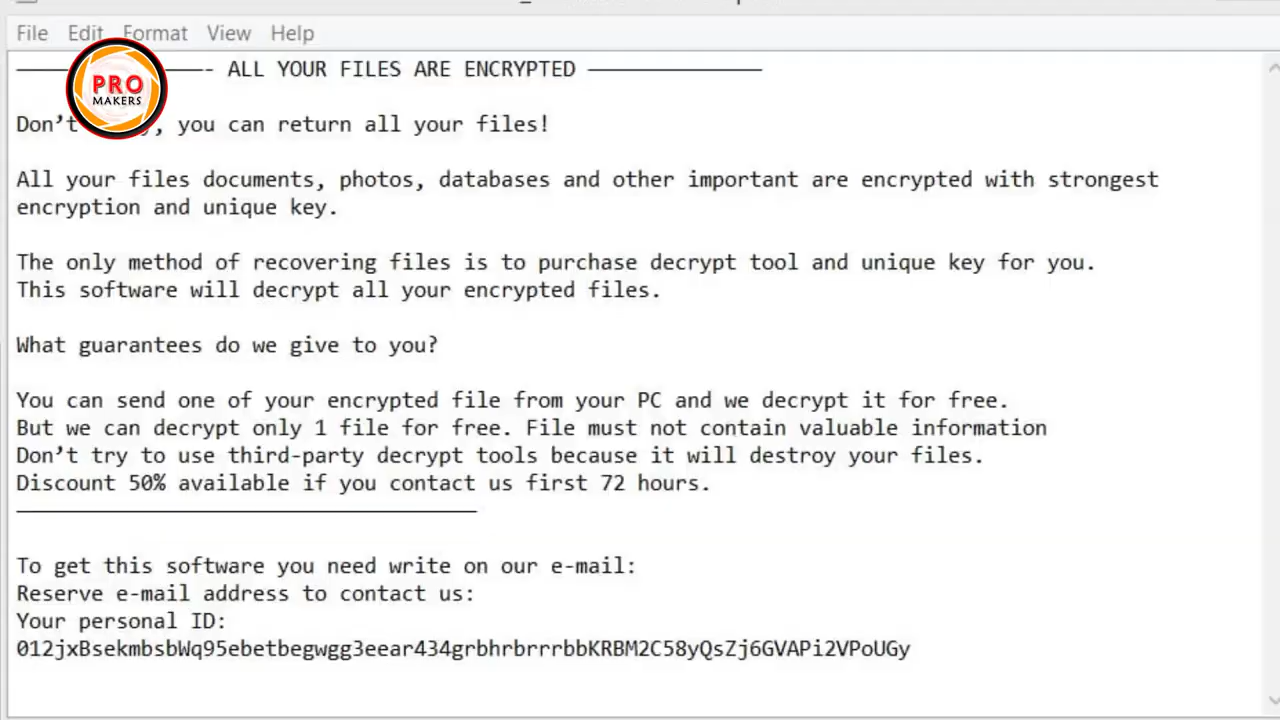 File Edit Format View Help
—————- ALL YOUR FILES ARE ENCRYPTED ——————————
PRO
MAKERS
Don’t , you can return all your files!
All your files documents, photos, databases and other important are encrypted with strongest
encryption and unique key.
The only method of recovering files is to purchase decrypt tool and unique key for you.
This software will decrypt all your encrypted files.
What guarantees do we give to you?
You can send one of your encrypted file from your PC and we decrypt it for free.
But we can decrypt only 1 file for free. File must not contain valuable information
Don’t try to use third-party decrypt tools because it will destroy your files.
Discount 50% available if you contact us first 72 hours.
To get this software you need write on our e-mail:
Reserve e-mail address to contact us:
Your personal ID:
012jxBsekmbsbWq95ebetbegwgg3eear434grbhrbrrrbbKRBM2C58yQsZj6GVAPi2VPoUGy